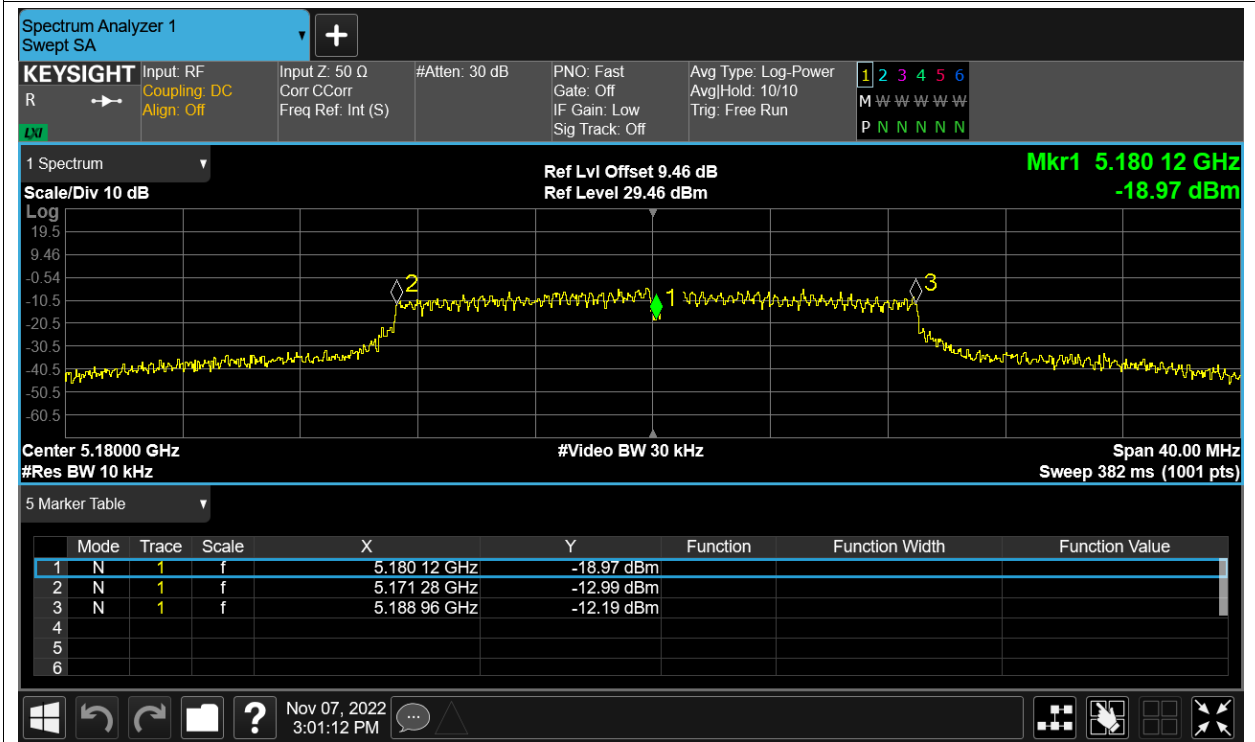 Spectrum Analyzer 1
Swept SA
+
KEYSIGHT Input: RF Input Z: 50 Ω #Atten: 30 dB PNO: Fast Avg Type: Log-Power 1 2 3 4 5 6
R Coupling: DC Corr CCorr Gate: Off Avg|Hold: 10/10 M W W W W W
Align: Off Freq Ref: Int (S) IF Gain: Low Trig: Free Run
LXI Sig Track: Off P N N N N N
1 Spectrum Ref Lvl Offset 9.46 dB Mkr1 5.180 12 GHz
Scale/Div 10 dB Ref Level 29.46 dBm -18.97 dBm
Log
19.5
9.46
-0.54
2 3
-10.5 1
-20.5
-30.5
-40.5
-50.5
-60.5
Center 5.18000 GHz #Video BW 30 kHz Span 40.00 MHz
#Res BW 10 kHz Sweep 382 ms (1001 pts)
5 Marker Table
Mode Trace Scale X Y Function Function Width Function Value
1 N 1 f 5.180 12 GHz -18.97 dBm
2 N 1 f 5.171 28 GHz -12.99 dBm
3 N 1 f 5.188 96 GHz -12.19 dBm
4
5
6
? Nov 07, 2022
3:01:12 PM